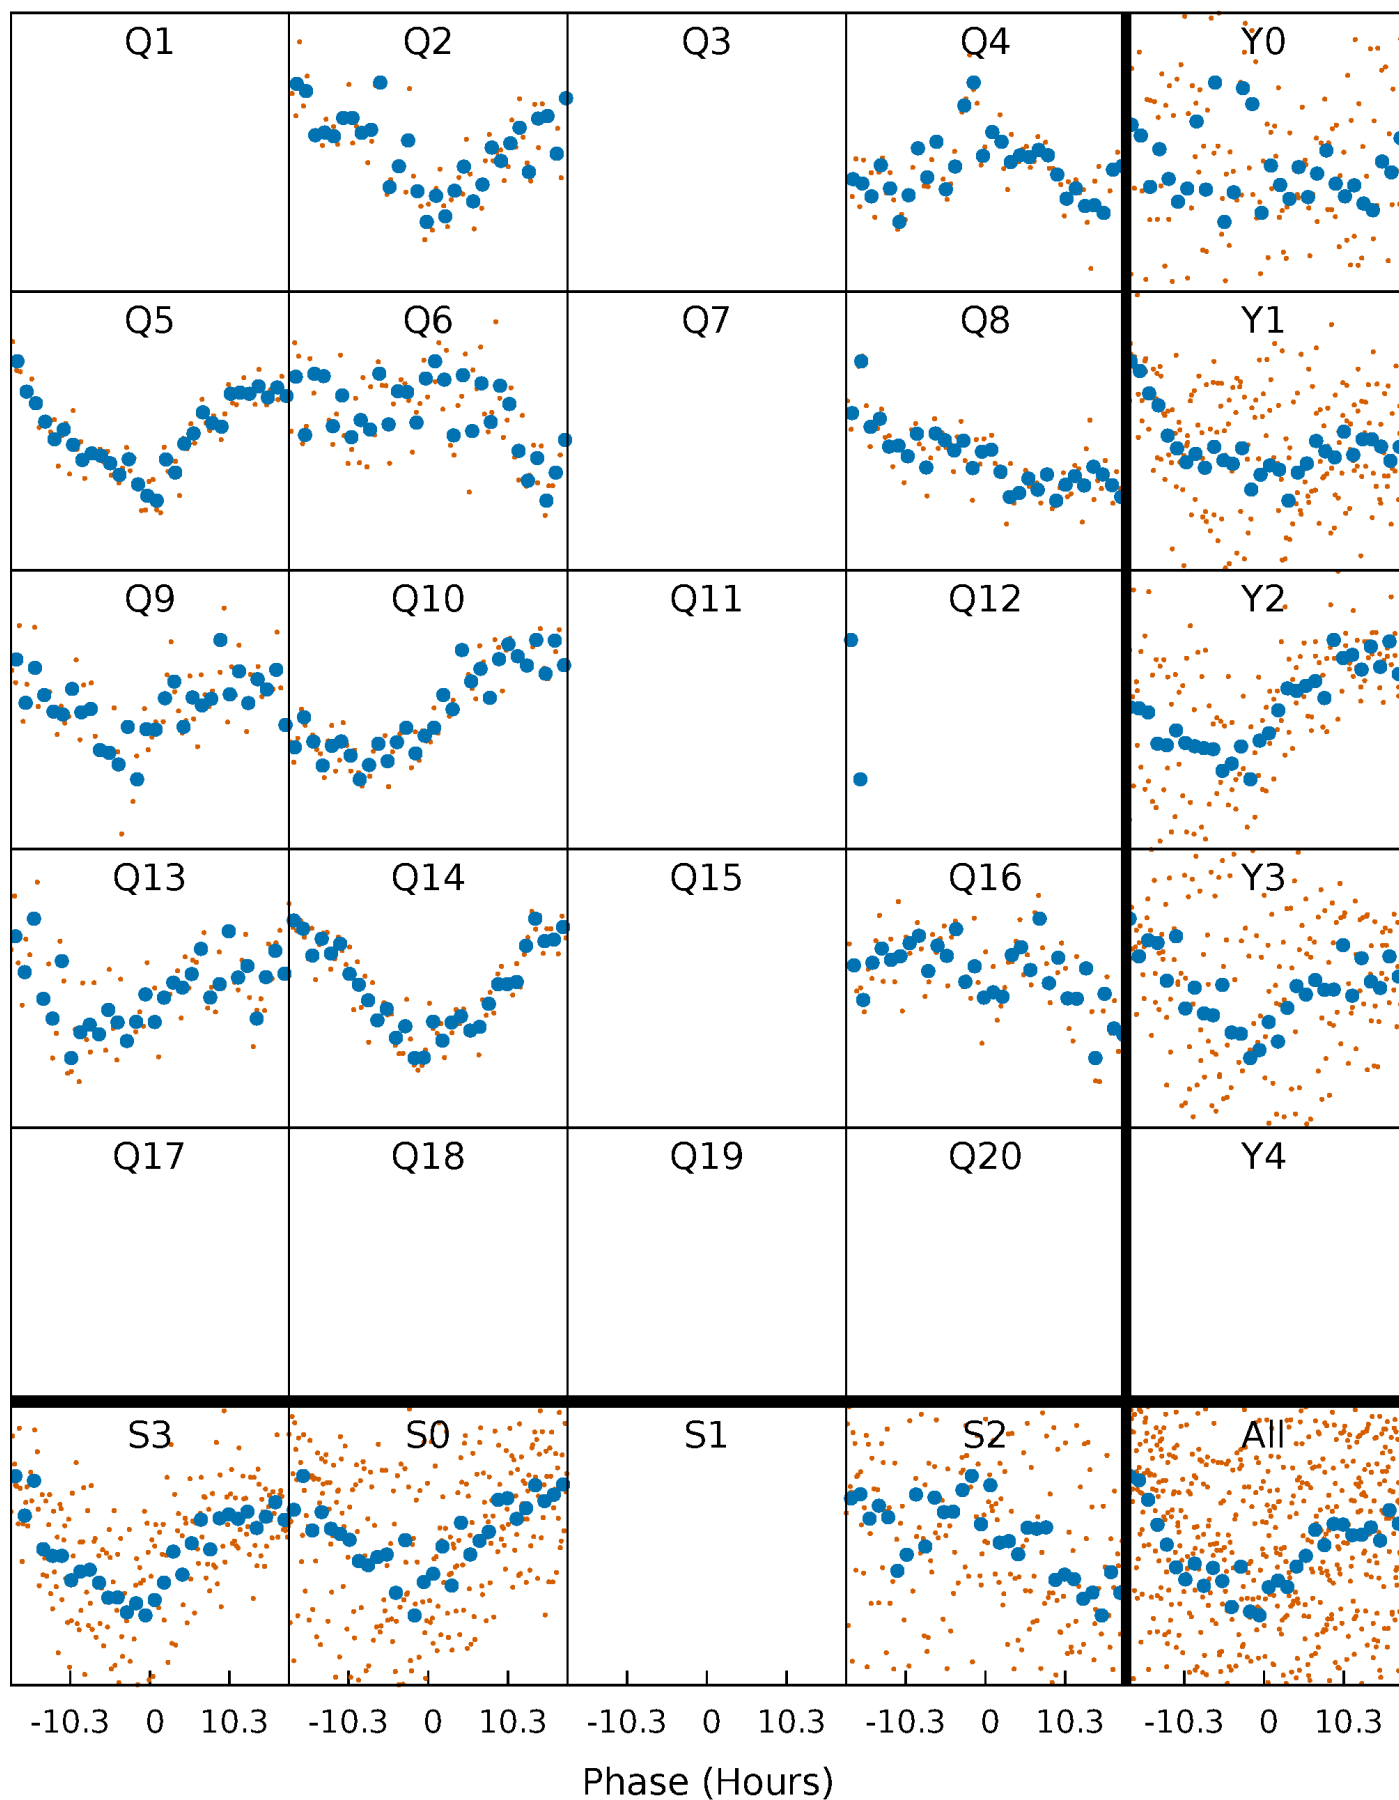 Q1 Q2 Q3 Q4 Y0
Q5 Q6 Q7 Q8 Y1
Q9 Q10 Q11 Q12 Y2
Q13 Q14 Q15 Q16 Y3
Q17 Q18 Q19 Q20 Y4
S3 S0 S1 S2 All
-10.3 0 10.3 -10.3 0 10.3 -10.3 0 10.3 -10.3 0 10.3 -10.3 0 10.3
Phase (Hours)